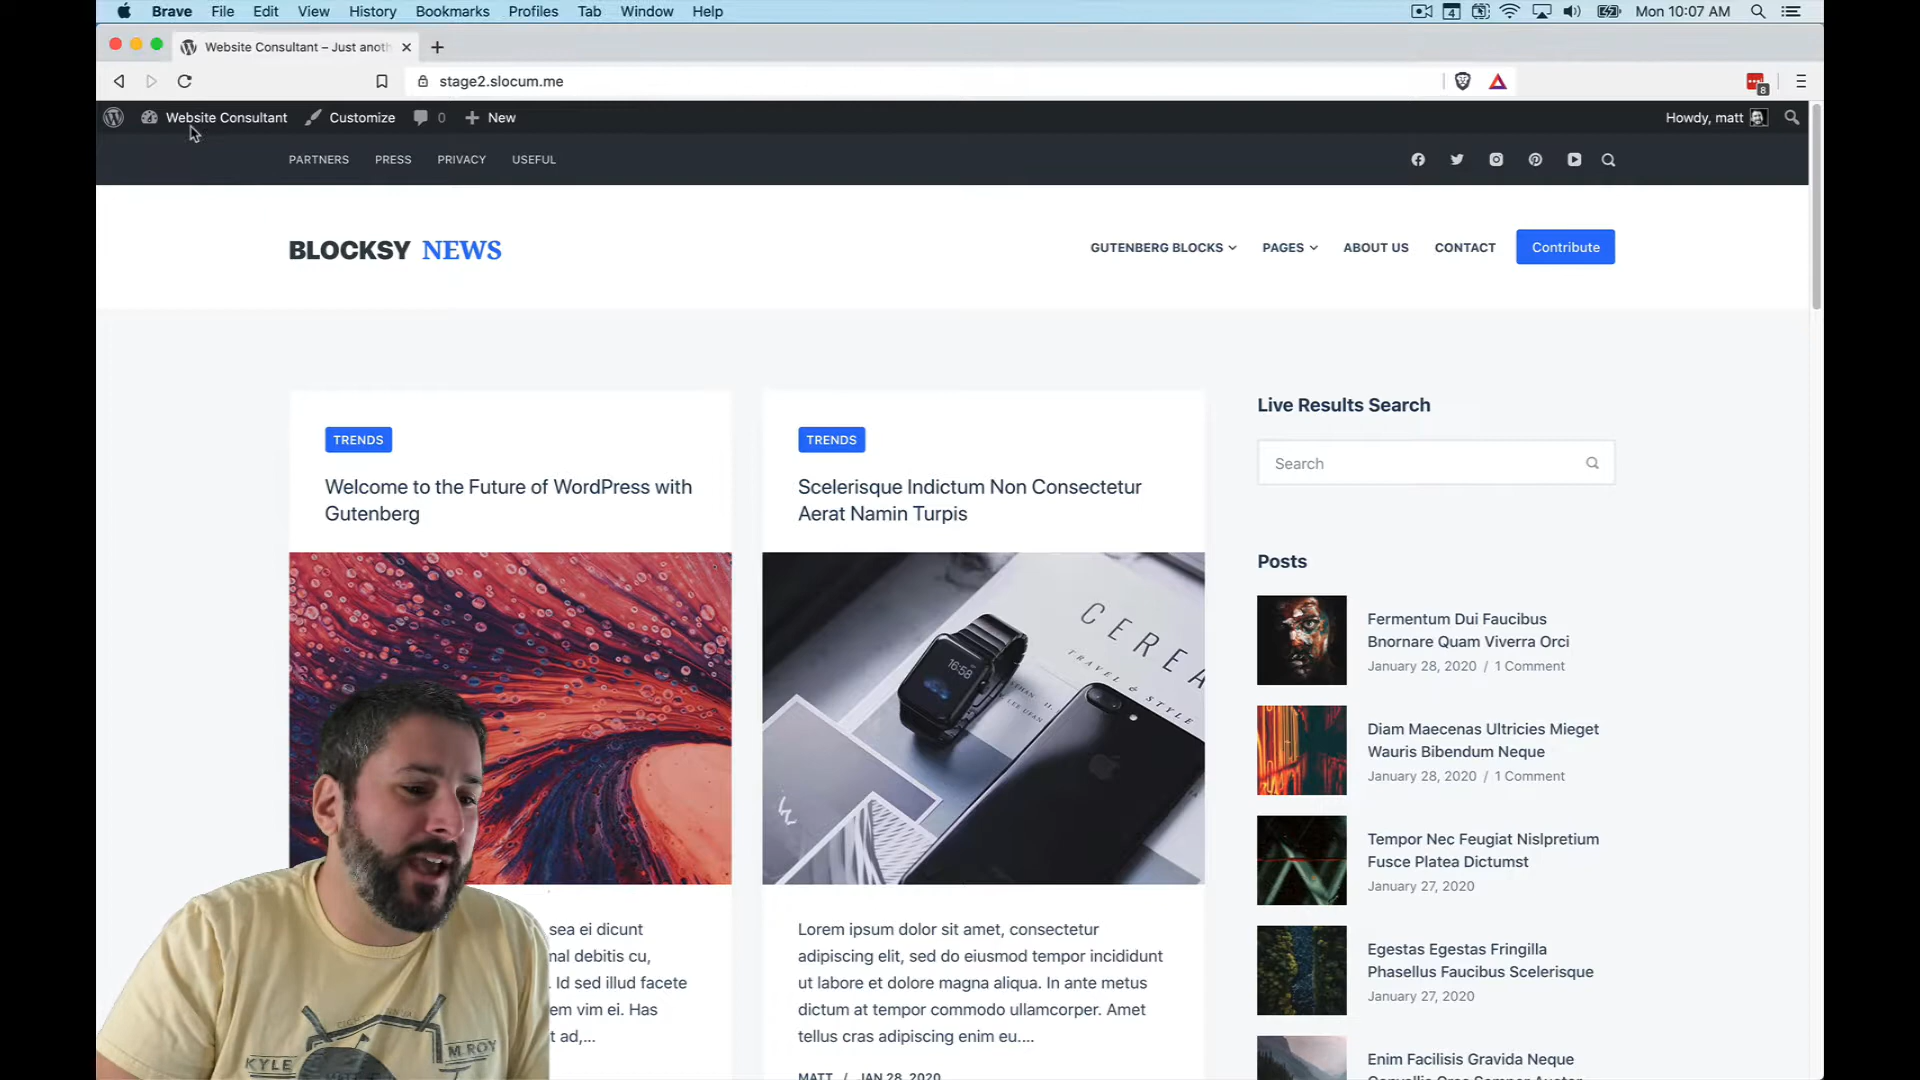 Brave File Edit View History Bookmarks Profiles Tab Window Help
4 Mon 10:07 AM
Website Consultant – Just anoth
stage2.slocum.me
8
Website Consultant Customize 0 New
Howdy, matt
PARTNERS PRESS PRIVACY USEFUL
BLOCKSY NEWS
GUTENBERG BLOCKS PAGES ABOUT US CONTACT Contribute
TRENDS
Welcome to the Future of WordPress with
Gutenberg
sea ei dicunt
nal debitis cu,
. Id sed illud facete
em vim ei. Has
t ad,...
TRENDS
Scelerisque Indictum Non Consectetur
Aerat Namin Turpis
CEREA
TRAVEL & STYLE
16:58
Lorem ipsum dolor sit amet, consectetur
adipiscing elit, sed do eiusmod tempor incididunt
ut labore et dolore magna aliqua. In ante metus
dictum at tempor commodo ullamcorper. Amet
tellus cras adipiscing enim eu....
MATT / JAN 28, 2020
Live Results Search
Search
Posts
Fermentum Dui Faucibus
Bnornare Quam Viverra Orci
January 28, 2020 / 1 Comment
Diam Maecenas Ultricies Mieget
Wauris Bibendum Neque
January 28, 2020 / 1 Comment
Tempor Nec Feugiat Nislpretium
Fusce Platea Dictumst
January 27, 2020
Egestas Egestas Fringilla
Phasellus Faucibus Scelerisque
January 27, 2020
Enim Facilisis Gravida Neque
KYLE M.ROY